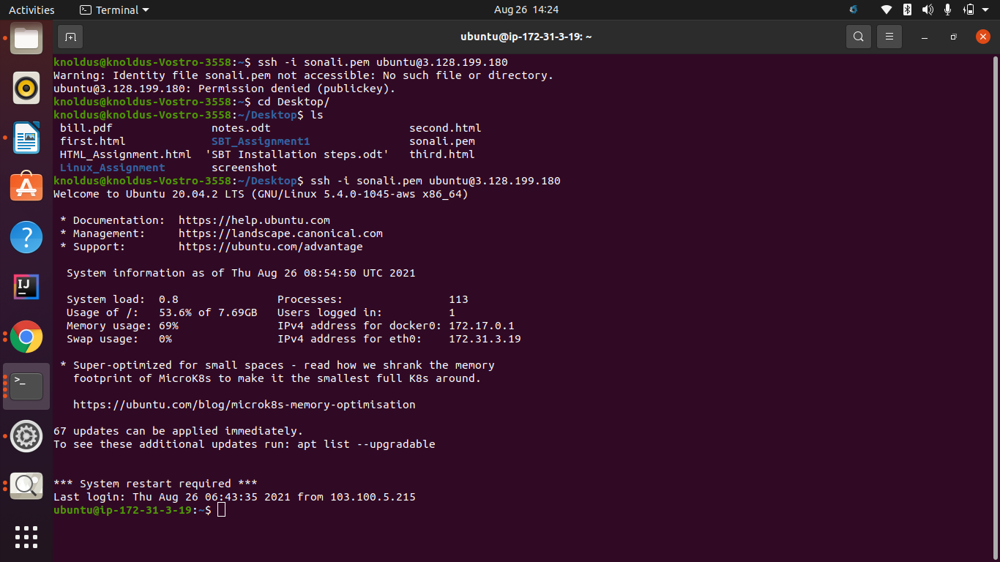 Activities Terminal Aug 26 14:24
ubuntu@ip-172-31-3-19: ~
knoldus@knoldus-Vostro-3558:~$ ssh -i sonali.pem ubuntu@3.128.199.180
Warning: Identity file sonali.pem not accessible: No such file or directory.
ubuntu@3.128.199.180: Permission denied (publickey).
knoldus@knoldus-Vostro-3558:~$ cd Desktop/
knoldus@knoldus-Vostro-3558:~/Desktop$ ls
bill.pdf notes.odt second.html
first.html SBT_Assignment1 sonali.pem
HTML_Assignment.html 'SBT Installation steps.odt' third.html
Linux_Assignment screenshot
knoldus@knoldus-Vostro-3558:~/Desktop$ ssh -i sonali.pem ubuntu@3.128.199.180
Welcome to Ubuntu 20.04.2 LTS (GNU/Linux 5.4.0-1045-aws x86_64)
* Documentation: https://help.ubuntu.com
* Management: https://landscape.canonical.com
* Support: https://ubuntu.com/advantage
System information as of Thu Aug 26 08:54:50 UTC 2021
System load: 0.8 Processes: 113
Usage of /: 53.6% of 7.69GB Users logged in: 1
Memory usage: 69% IPv4 address for docker0: 172.17.0.1
Swap usage: 0% IPv4 address for eth0: 172.31.3.19
* Super-optimized for small spaces - read how we shrank the memory
footprint of MicroK8s to make it the smallest full K8s around.
https://ubuntu.com/blog/microk8s-memory-optimisation
67 updates can be applied immediately.
To see these additional updates run: apt list --upgradable
*** System restart required ***
Last login: Thu Aug 26 06:43:35 2021 from 103.100.5.215
ubuntu@ip-172-31-3-19:~$
IJ
>_